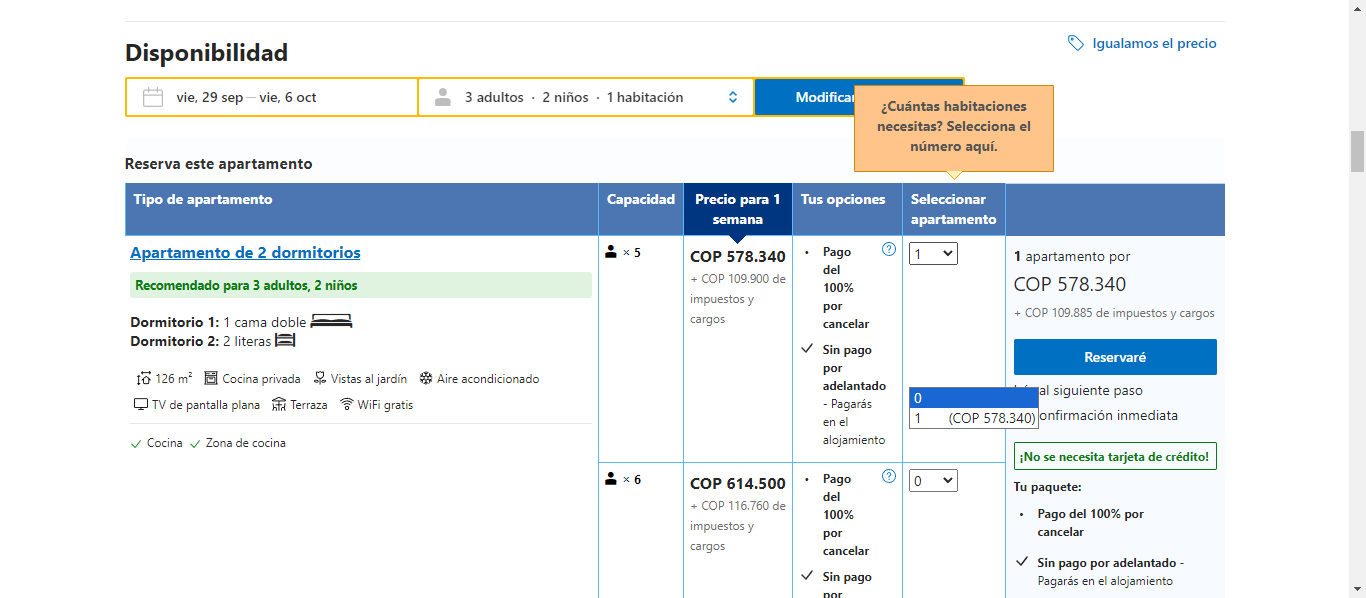 Disponibilidad
Igualamos el precio
vie, 29 sep — vie, 6 oct
3 adultos · 2 niños · 1 habitación
Modificar
¿Cuántas habitaciones
necesitas? Selecciona el
número aquí.
Reserva este apartamento
Tipo de apartamento
Capacidad
Precio para 1
semana
Tus opciones
Seleccionar
apartamento
Apartamento de 2 dormitorios
Recomendado para 3 adultos, 2 niños
Dormitorio 1: 1 cama doble
Dormitorio 2: 2 literas
126 m² Cocina privada Vistas al jardín Aire acondicionado
TV de pantalla plana Terraza WiFi gratis
Cocina Zona de cocina
× 5
COP 578.340
+ COP 109.900 de
impuestos y
cargos
• Pago
del
100%
por
cancelar
Sin pago
por
adelantado
- Pagarás
en el
alojamiento
1
0
1 (COP 578.340)
1 apartamento por
COP 578.340
+ COP 109.885 de impuestos y cargos
Reservaré
al siguiente paso
onfirmación inmediata
¡No se necesita tarjeta de crédito!
Tu paquete:
• Pago del 100% por
cancelar
Sin pago por adelantado -
Pagarás en el alojamiento
× 6
COP 614.500
+ COP 116.760 de
impuestos y
cargos
• Pago
del
100%
por
cancelar
Sin pago
por
0